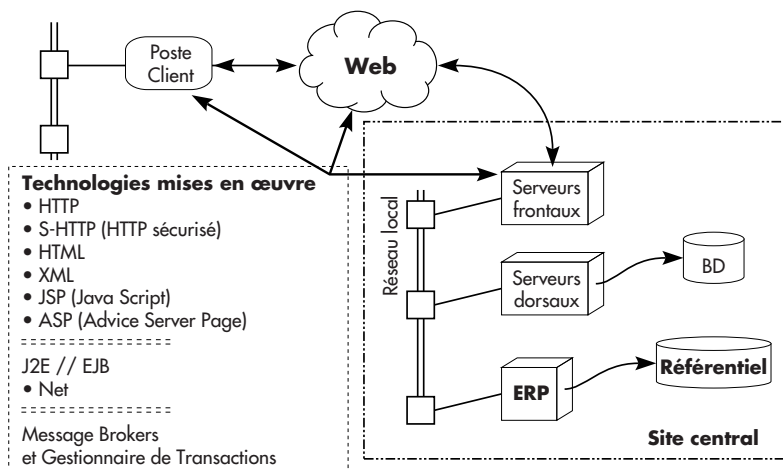 Poste
Client
Web
Technologies mises en œuvre
• HTTP
• S-HTTP (HTTP sécurisé)
• HTML
• XML
• JSP (Java Script)
• ASP (Advice Server Page)
J2E // EJB
• Net
Message Brokers
et Gestionnaire de Transactions
Réseau local
Serveurs
frontaux
Serveurs
dorsaux
BD
ERP
Référentiel
Site central